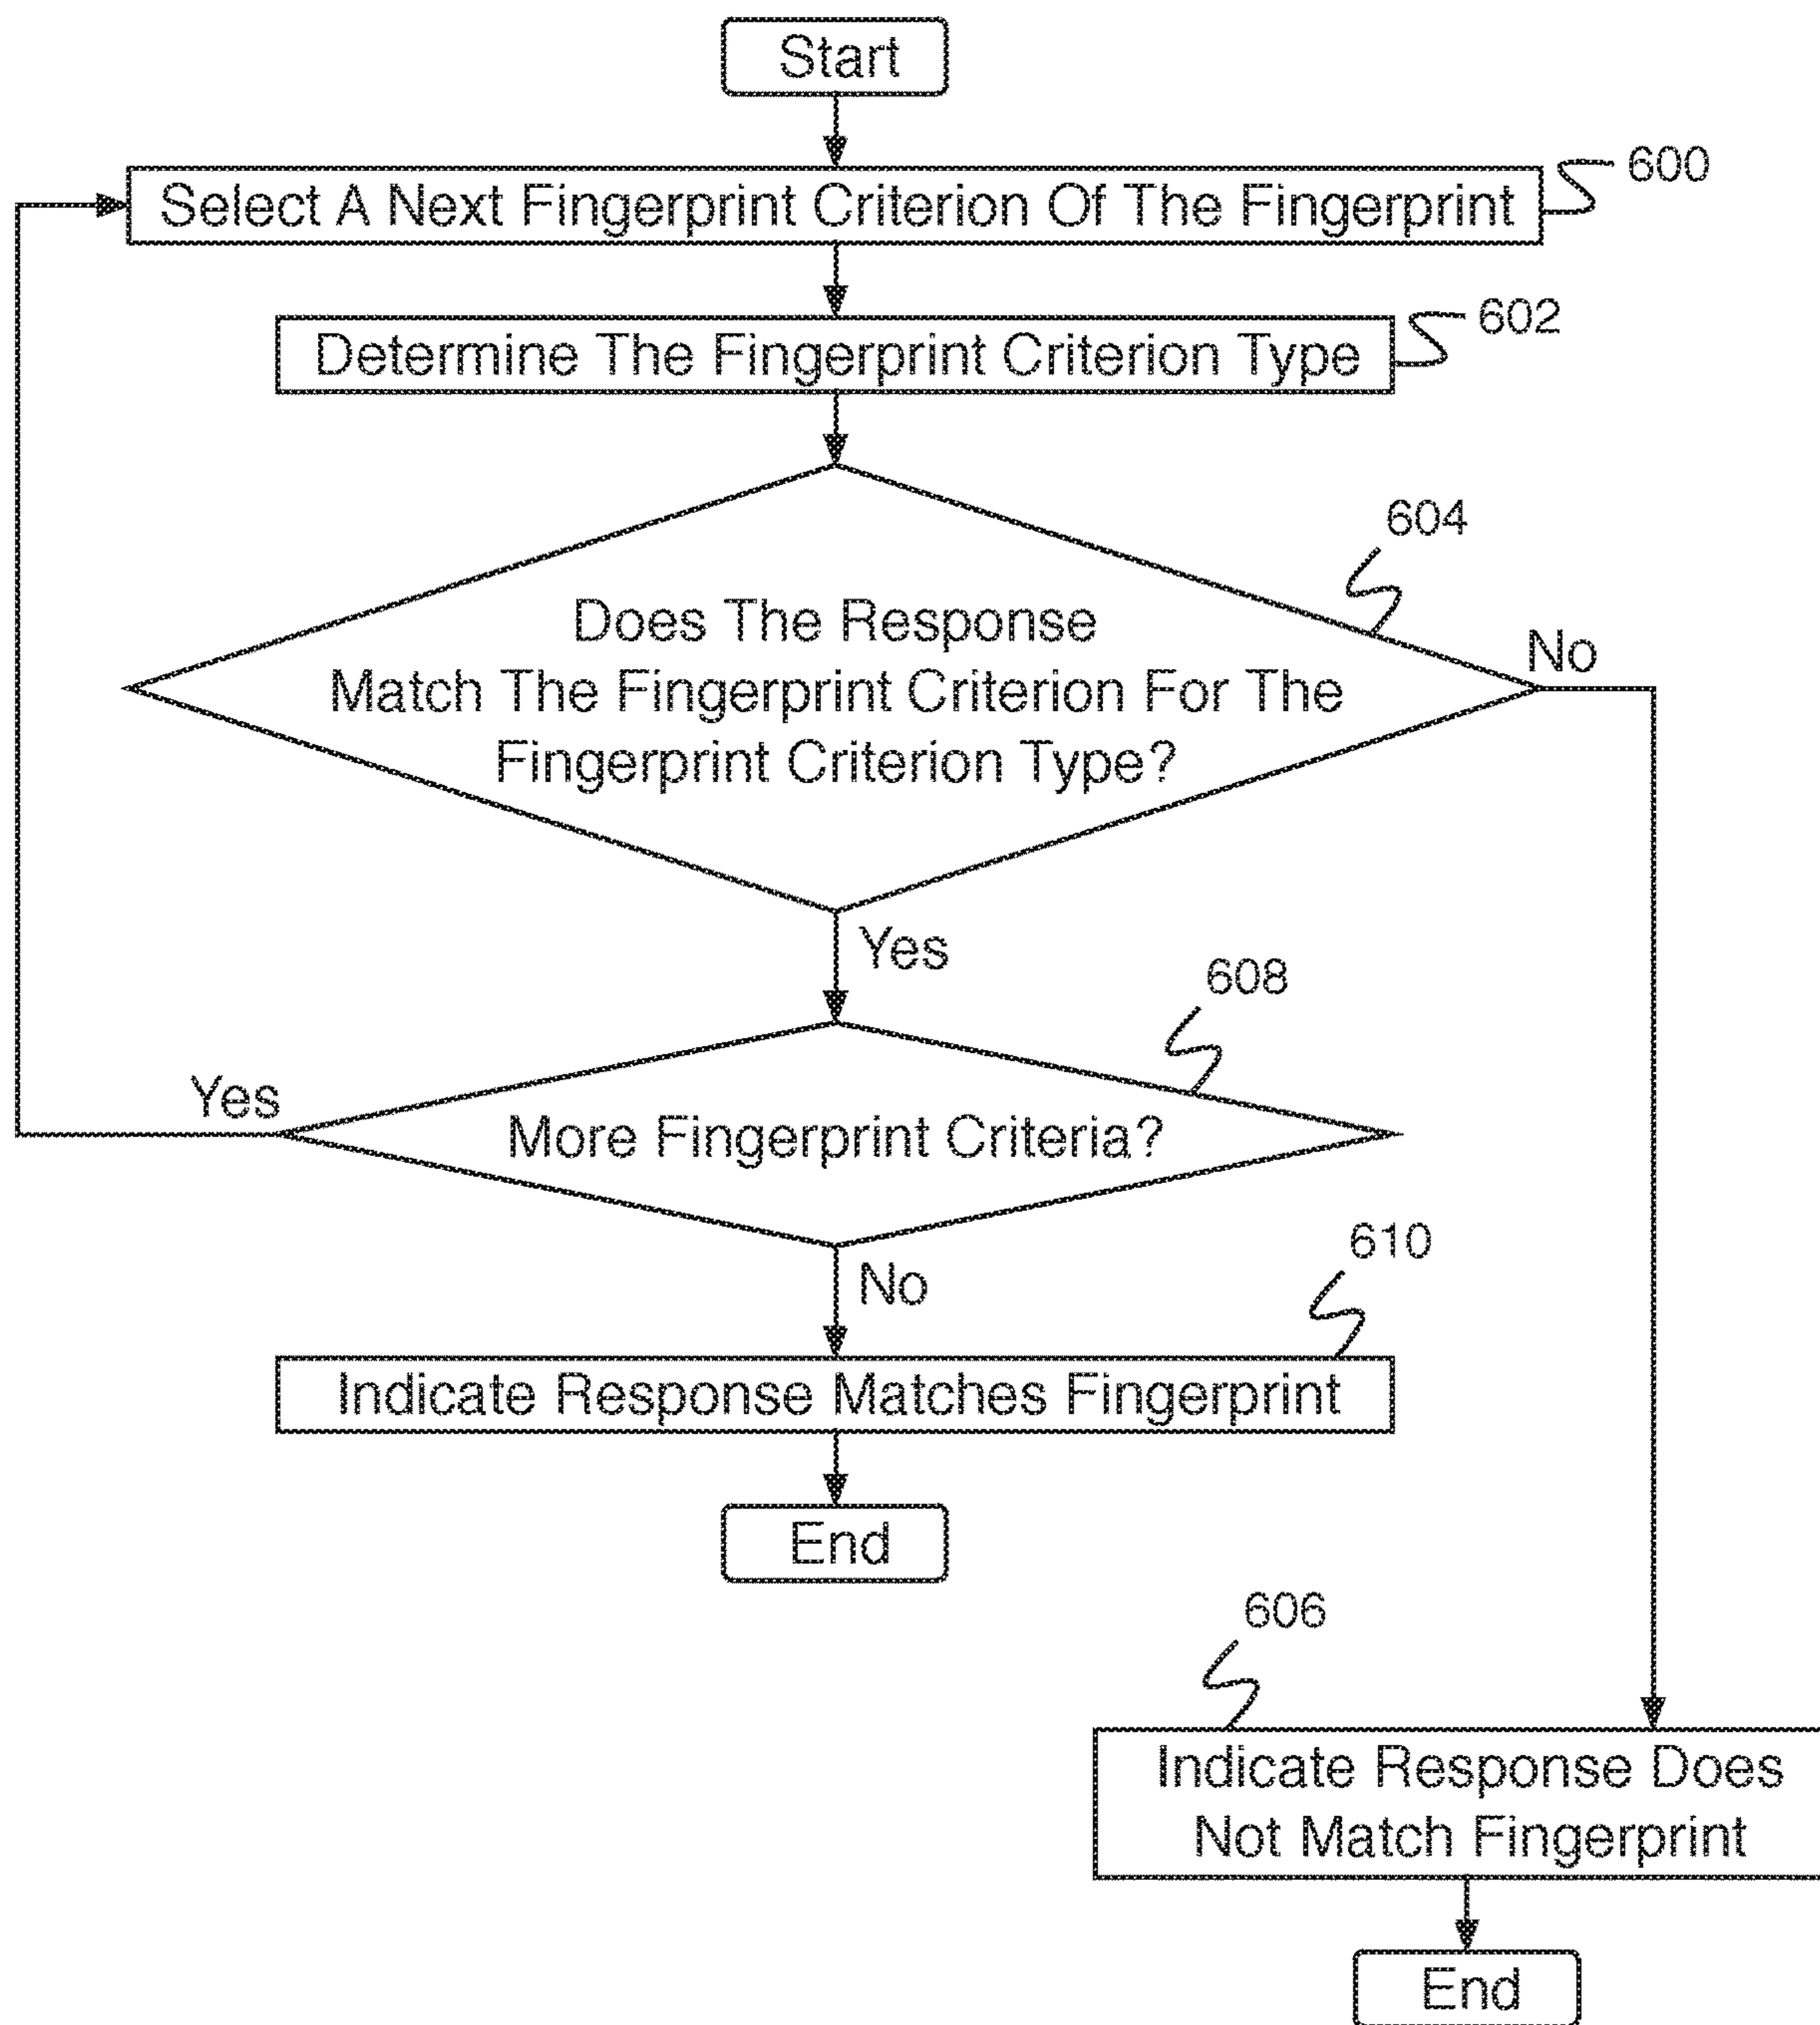 Start
Select A Next Fingerprint Criterion Of The Fingerprint
600
Determine The Fingerprint Criterion Type
602
604
Does The Response
Match The Fingerprint Criterion For The
Fingerprint Criterion Type?
No
Yes
608
Yes
More Fingerprint Criteria?
No
610
Indicate Response Matches Fingerprint
End
606
Indicate Response Does
Not Match Fingerprint
End